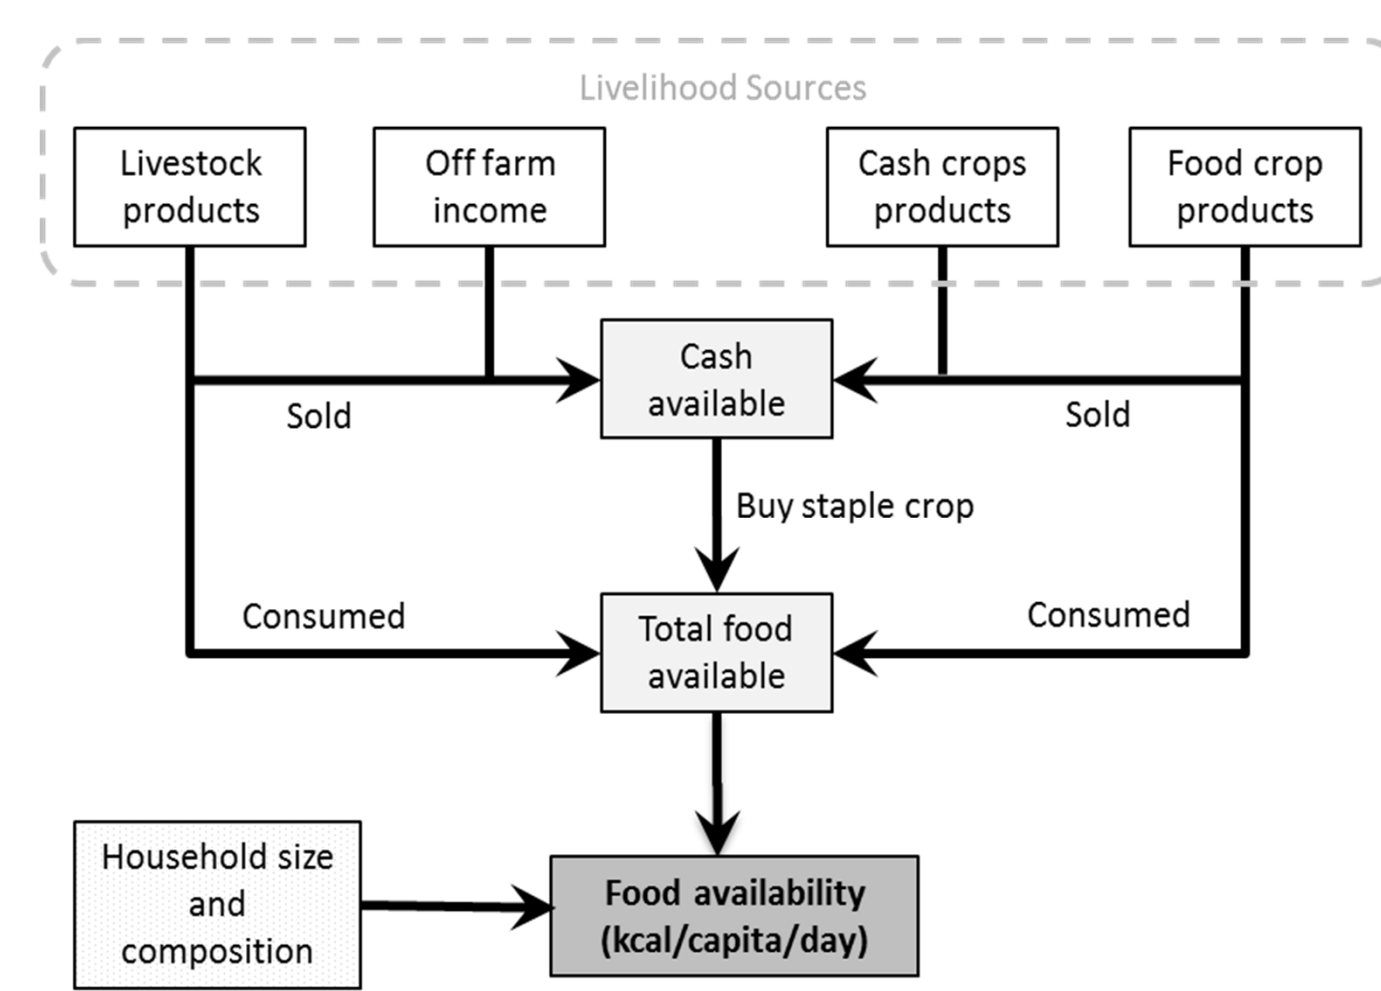 Livelihood Sources
Livestock
products
Off farm
income
Cash crops
products
Food crop
products
Cash
available
Sold
Sold
Buy staple crop
Consumed
Consumed
Total food
available
Household size
and
composition
Food availability
(kcal/capita/day)